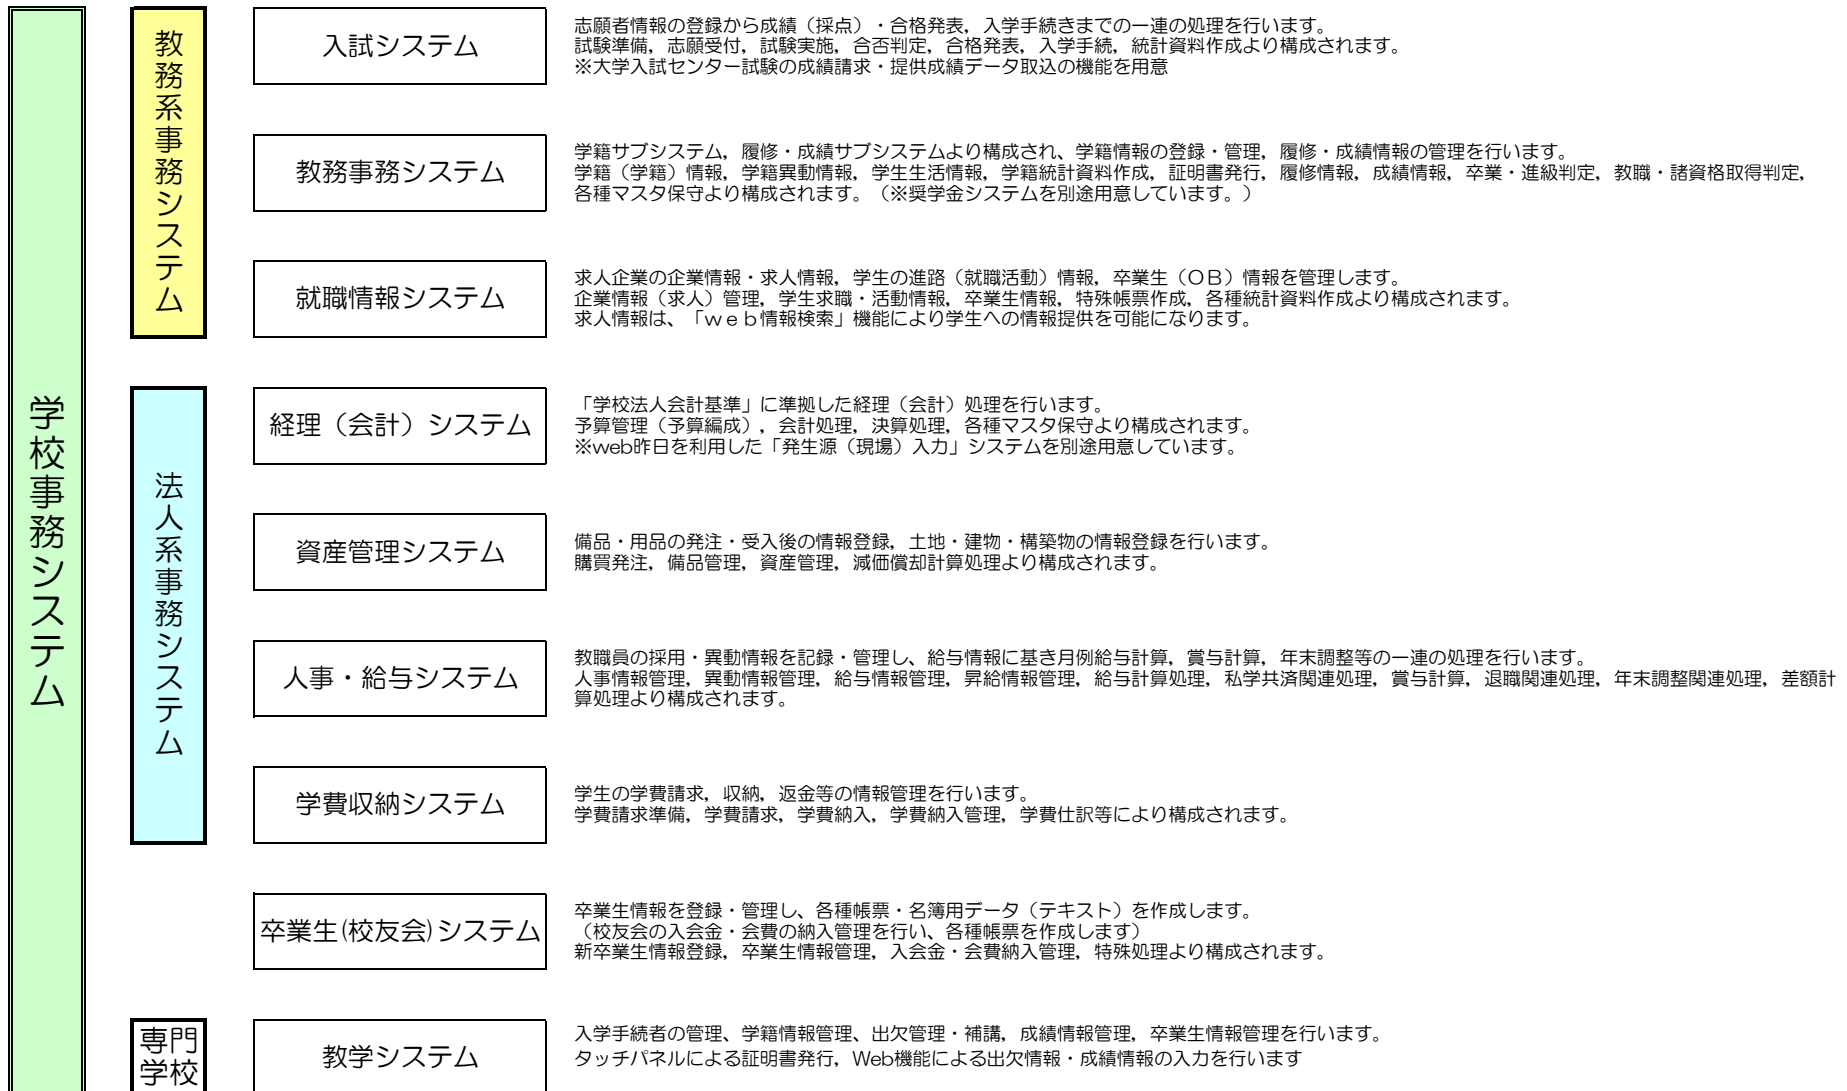 学校事務システム
教務系事務システム
入試システム
志願者情報の登録から成績（採点）・合格発表，入学手続きまでの一連の処理を行います。
試験準備，志願受付，試験実施，合否判定，合格発表，入学手続，統計資料作成より構成されます。
※大学入試センター試験の成績請求・提供成績データ取込の機能を用意
教務事務システム
学籍サブシステム，履修・成績サブシステムより構成され、学籍情報の登録・管理，履修・成績情報の管理を行います。
学籍（学籍）情報，学籍異動情報，学生生活情報，学籍統計資料作成，証明書発行，履修情報，成績情報，卒業・進級判定，教職・諸資格取得判定，
各種マスタ保守より構成されます。（※奨学金システムを別途用意しています。）
就職情報システム
求人企業の企業情報・求人情報，学生の進路（就職活動）情報，卒業生（ＯＢ）情報を管理します。
企業情報（求人）管理，学生求職・活動情報，卒業生情報，特殊帳票作成，各種統計資料作成より構成されます。
求人情報は、「ｗｅｂ情報検索」機能により学生への情報提供を可能になります。
法人系事務システム
経理（会計）システム
「学校法人会計基準」に準拠した経理（会計）処理を行います。
予算管理（予算編成），会計処理，決算処理，各種マスタ保守より構成されます。
※web昨日を利用した「発生源（現場）入力」システムを別途用意しています。
資産管理システム
備品・用品の発注・受入後の情報登録，土地・建物・構築物の情報登録を行います。
購買発注，備品管理，資産管理，減価償却計算処理より構成されます。
人事・給与システム
教職員の採用・異動情報を記録・管理し、給与情報に基き月例給与計算，賞与計算，年末調整等の一連の処理を行います。
人事情報管理，異動情報管理，給与情報管理，昇給情報管理，給与計算処理，私学共済関連処理，賞与計算，退職関連処理，年末調整関連処理，差額計
算処理より構成されます。
学費収納システム
学生の学費請求，収納，返金等の情報管理を行います。
学費請求準備，学費請求，学費納入，学費納入管理，学費仕訳等により構成されます。
卒業生(校友会)システム
卒業生情報を登録・管理し、各種帳票・名簿用データ（テキスト）を作成します。
（校友会の入会金・会費の納入管理を行い、各種帳票を作成します）
新卒業生情報登録，卒業生情報管理，入会金・会費納入管理，特殊処理より構成されます。
専門
学校
教学システム
入学手続者の管理、学籍情報管理、出欠管理・補講，成績情報管理，卒業生情報管理を行います。
タッチパネルによる証明書発行，Web機能による出欠情報・成績情報の入力を行います